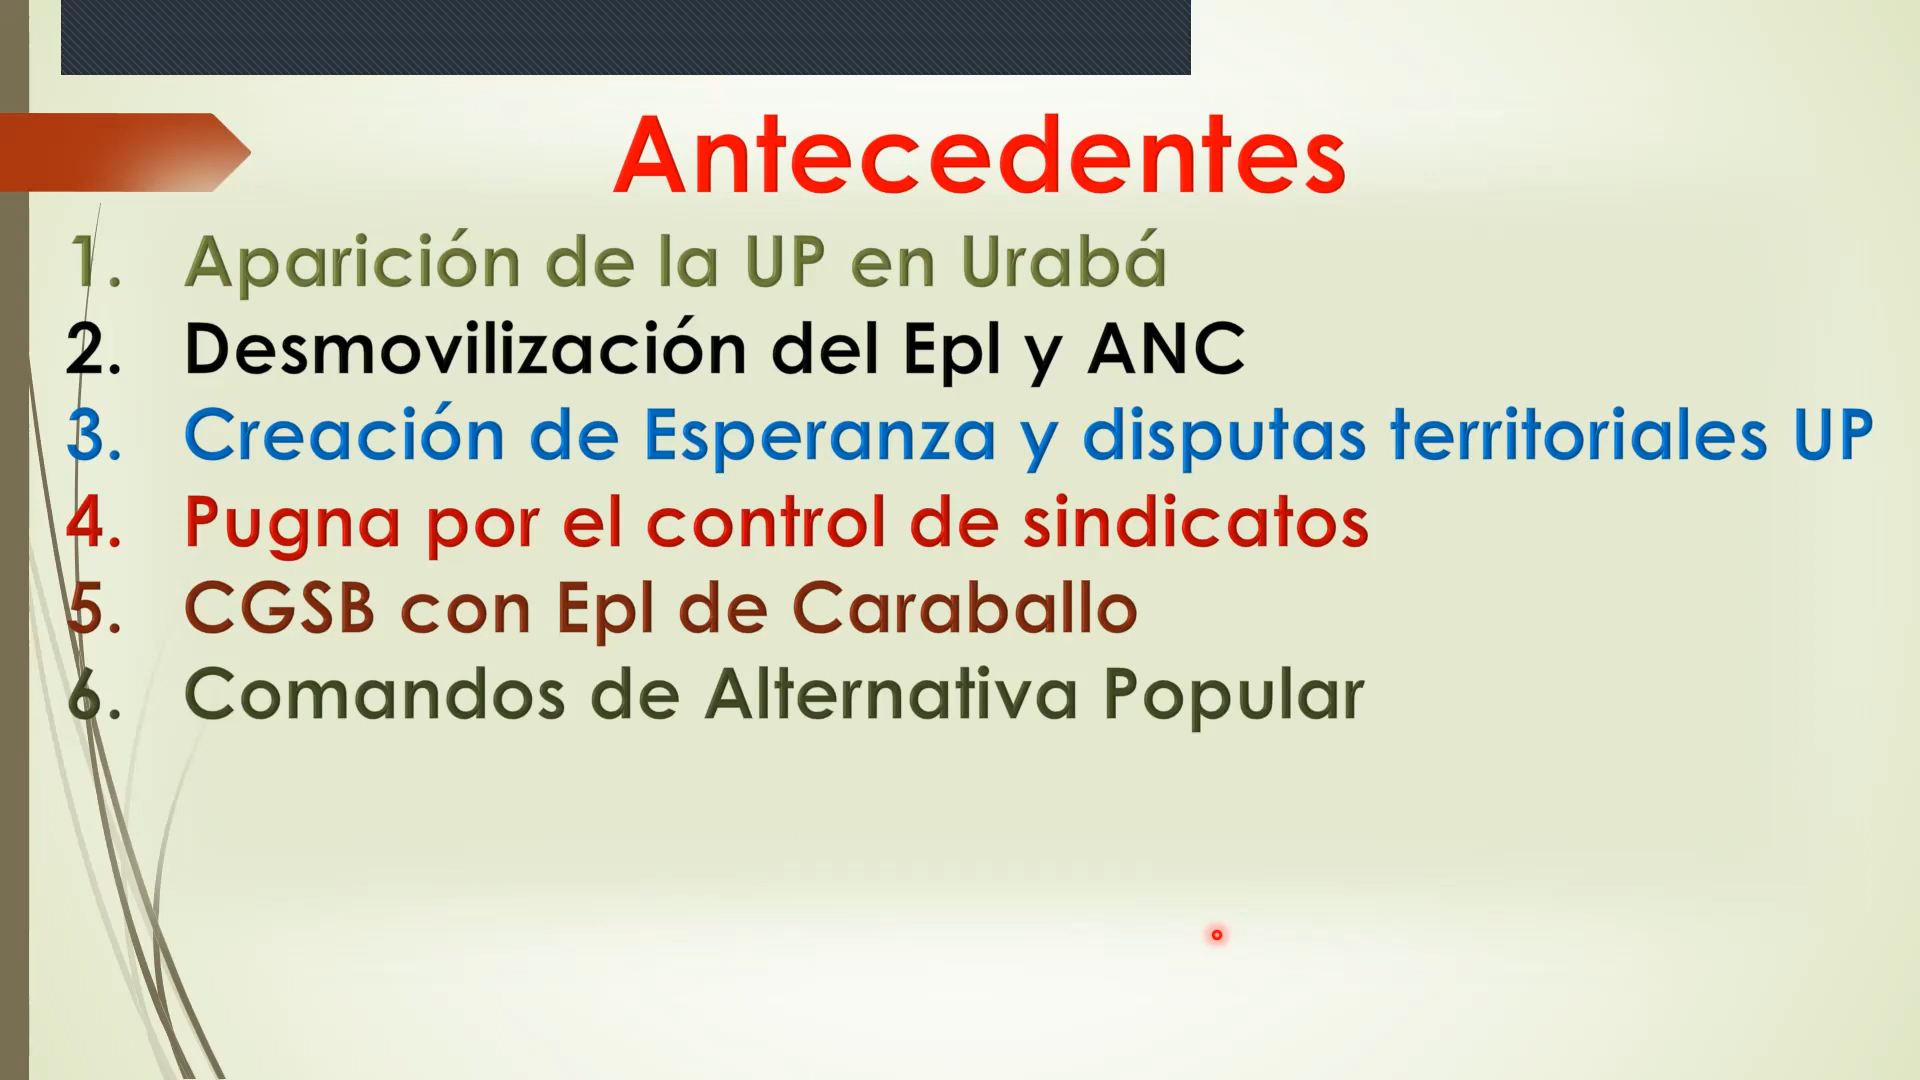 Antecedentes
1. Aparición de la UP en Urabá
2. Desmovilización del Epl y ANC
3. Creación de Esperanza y disputas territoriales UP
4. Pugna por el control de sindicatos
5. CGSB con Epl de Caraballo
6. Comandos de Alternativa Popular